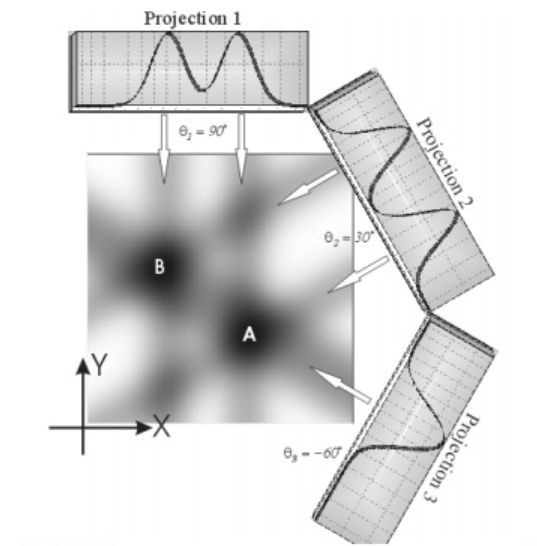 Projection 1
θ₁ = 90°
Projection 2
θ₂ = 30°
B
A
Y
X
Projection 3
θ₃ = −60°